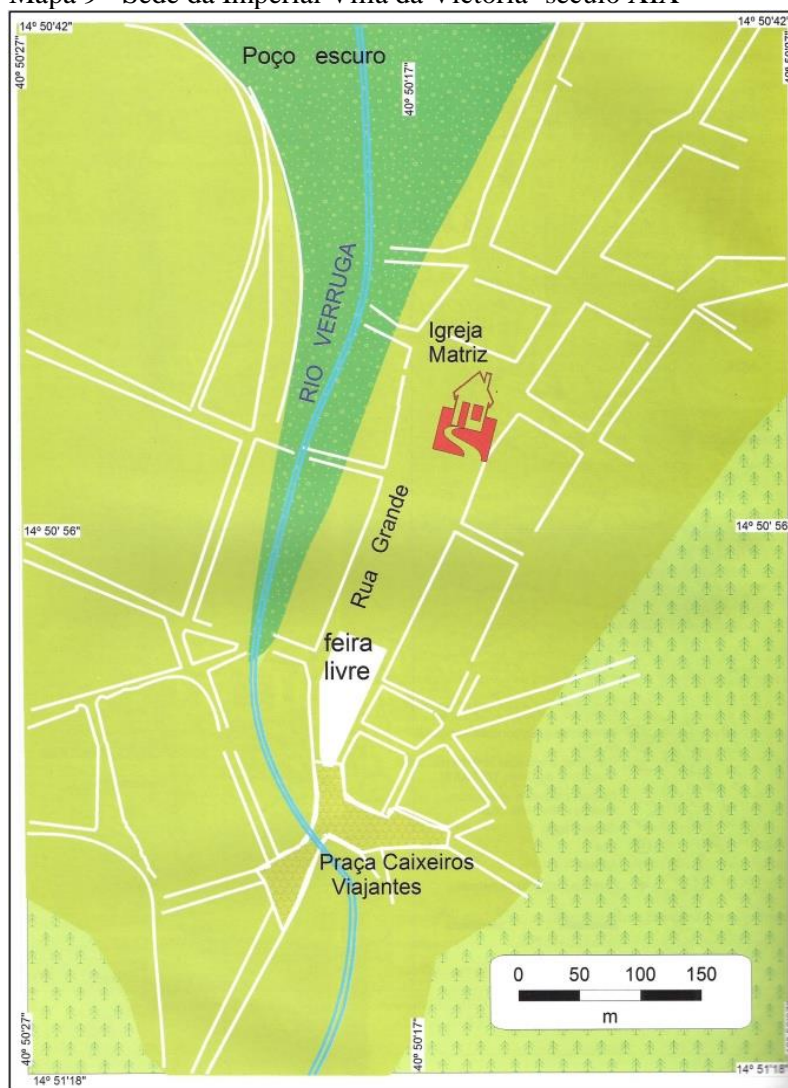 Mapa 9 - Sede da Imperial Villa da Victória- século XIX
14º 50'42"
14º 50'42"
40º 50'27"
Poço escuro
40º 50'17"
RIO VERRUGA
Igreja
Matriz
14º 50' 56"
14º 50' 56"
Rua Grande
feira
livre
Praça Caixeiros
Viajantes
0 50 100 150
m
40º 50'27"
40º 50'17"
14º 51'18"
14º 51'18"